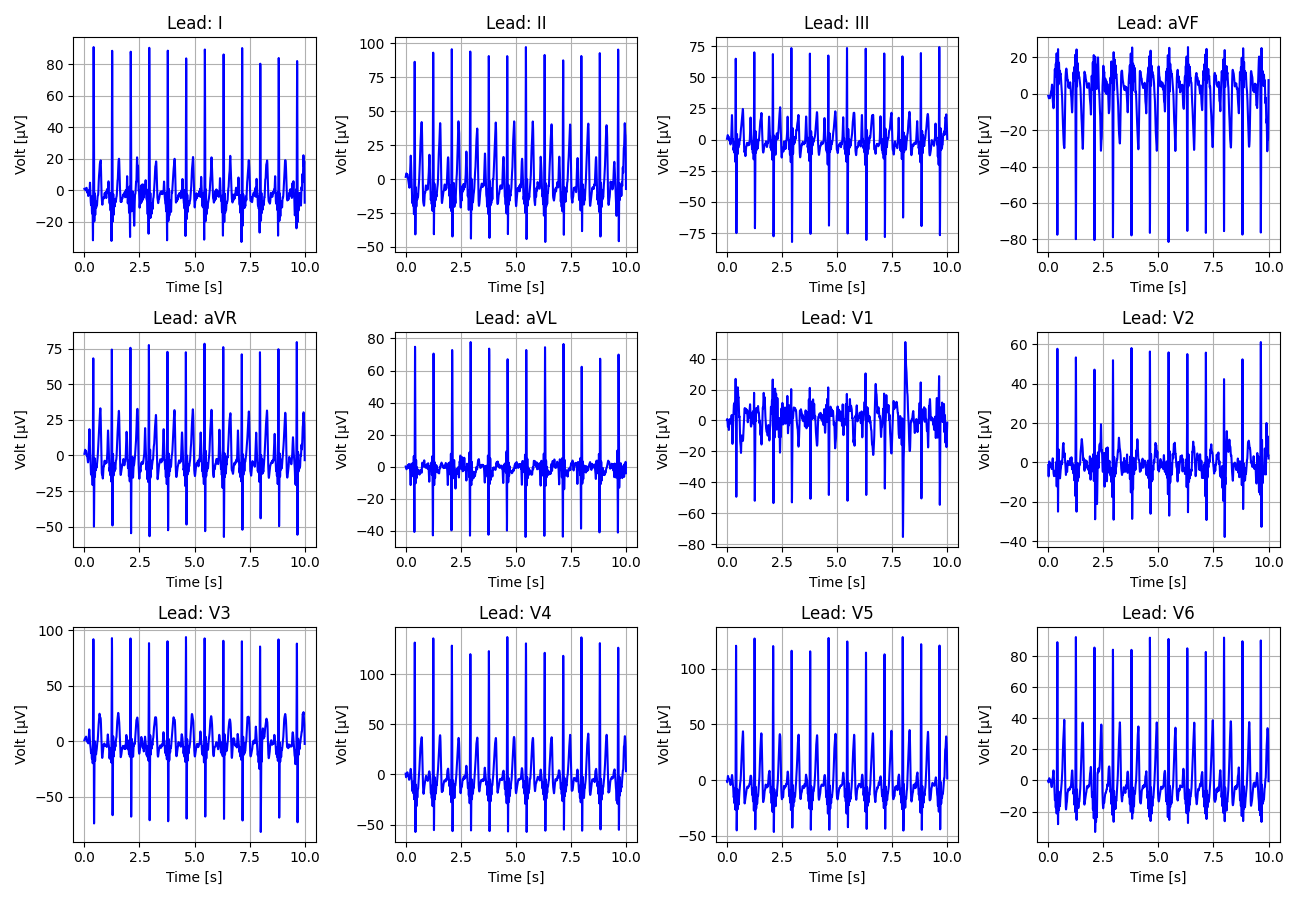 Lead: I
Volt [µV]
80
60
40
20
0
−20
0.0 2.5 5.0 7.5 10.0
Time [s]
Lead: II
Volt [µV]
100
75
50
25
0
−25
−50
0.0 2.5 5.0 7.5 10.0
Time [s]
Lead: III
Volt [µV]
75
50
25
0
−25
−50
−75
0.0 2.5 5.0 7.5 10.0
Time [s]
Lead: aVF
Volt [µV]
20
0
−20
−40
−60
−80
0.0 2.5 5.0 7.5 10.0
Time [s]
Lead: aVR
Volt [µV]
75
50
25
0
−25
−50
0.0 2.5 5.0 7.5 10.0
Time [s]
Lead: aVL
Volt [µV]
80
60
40
20
0
−20
−40
0.0 2.5 5.0 7.5 10.0
Time [s]
Lead: V1
Volt [µV]
40
20
0
−20
−40
−60
−80
0.0 2.5 5.0 7.5 10.0
Time [s]
Lead: V2
Volt [µV]
60
40
20
0
−20
−40
0.0 2.5 5.0 7.5 10.0
Time [s]
Lead: V3
Volt [µV]
100
50
0
−50
0.0 2.5 5.0 7.5 10.0
Time [s]
Lead: V4
Volt [µV]
100
50
0
−50
0.0 2.5 5.0 7.5 10.0
Time [s]
Lead: V5
Volt [µV]
100
50
0
−50
0.0 2.5 5.0 7.5 10.0
Time [s]
Lead: V6
Volt [µV]
80
60
40
20
0
−20
0.0 2.5 5.0 7.5 10.0
Time [s]